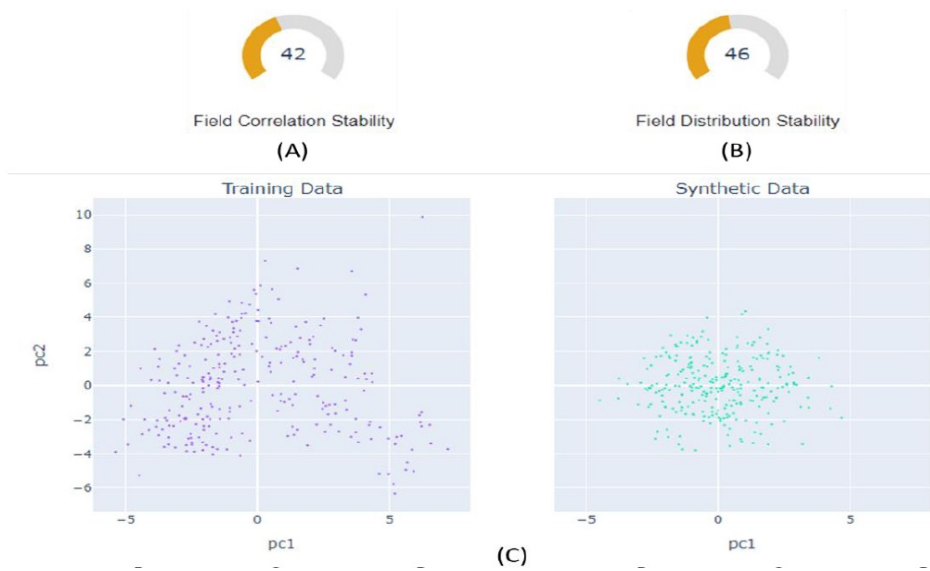 42
46
Field Correlation Stability
Field Distribution Stability
(A)
(B)
Training Data
Synthetic Data
10
8
6
4
2
0
−2
−4
−6
pc2
−5
0
5
−5
0
5
pc1
pc1
(C)